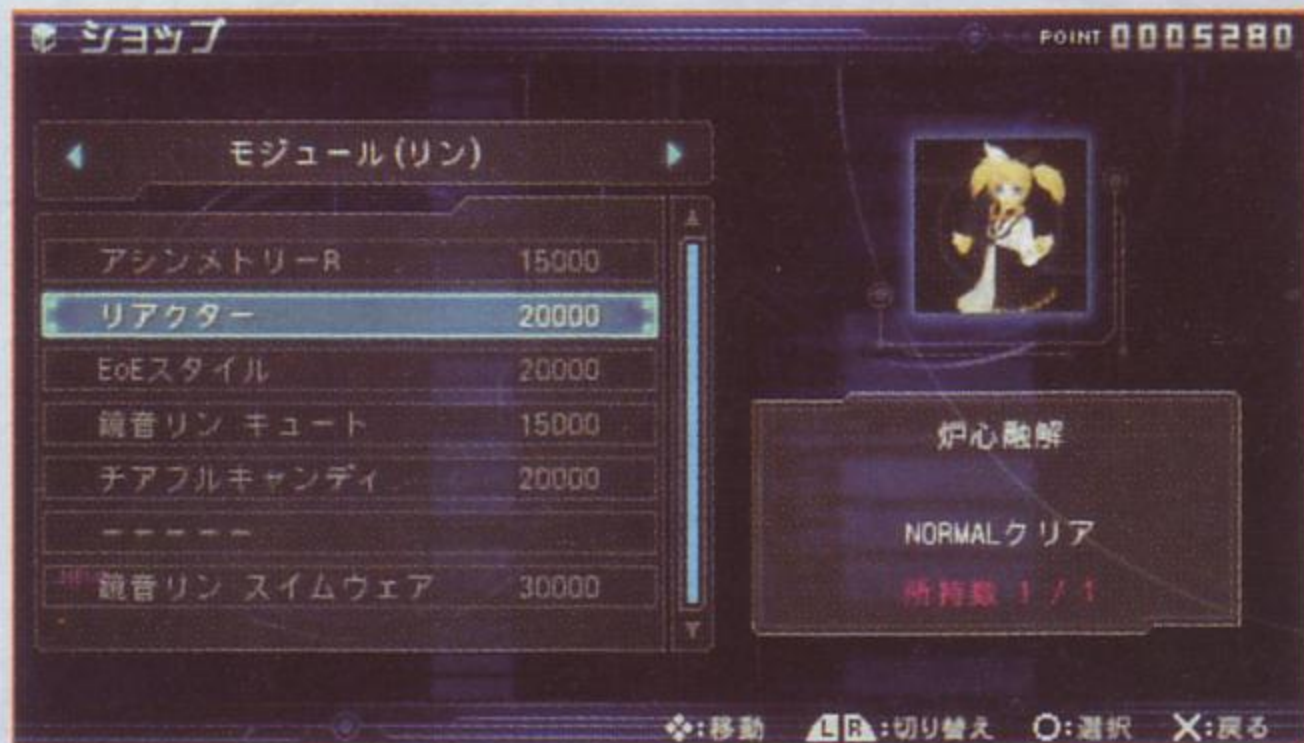 ショップ
POINT 0005280
モジュール(リン)
アシンメトリーR 15000
リアクター 20000
EoEスタイル 20000
鏡音リン キュート 15000
チアフルキャンディ 20000
-----
NEW 鏡音リン スイムウェア 30000
炉心融解
NORMALクリア
所持数 1 / 1
:移動 L R:切り替え O:選択 X:戻る